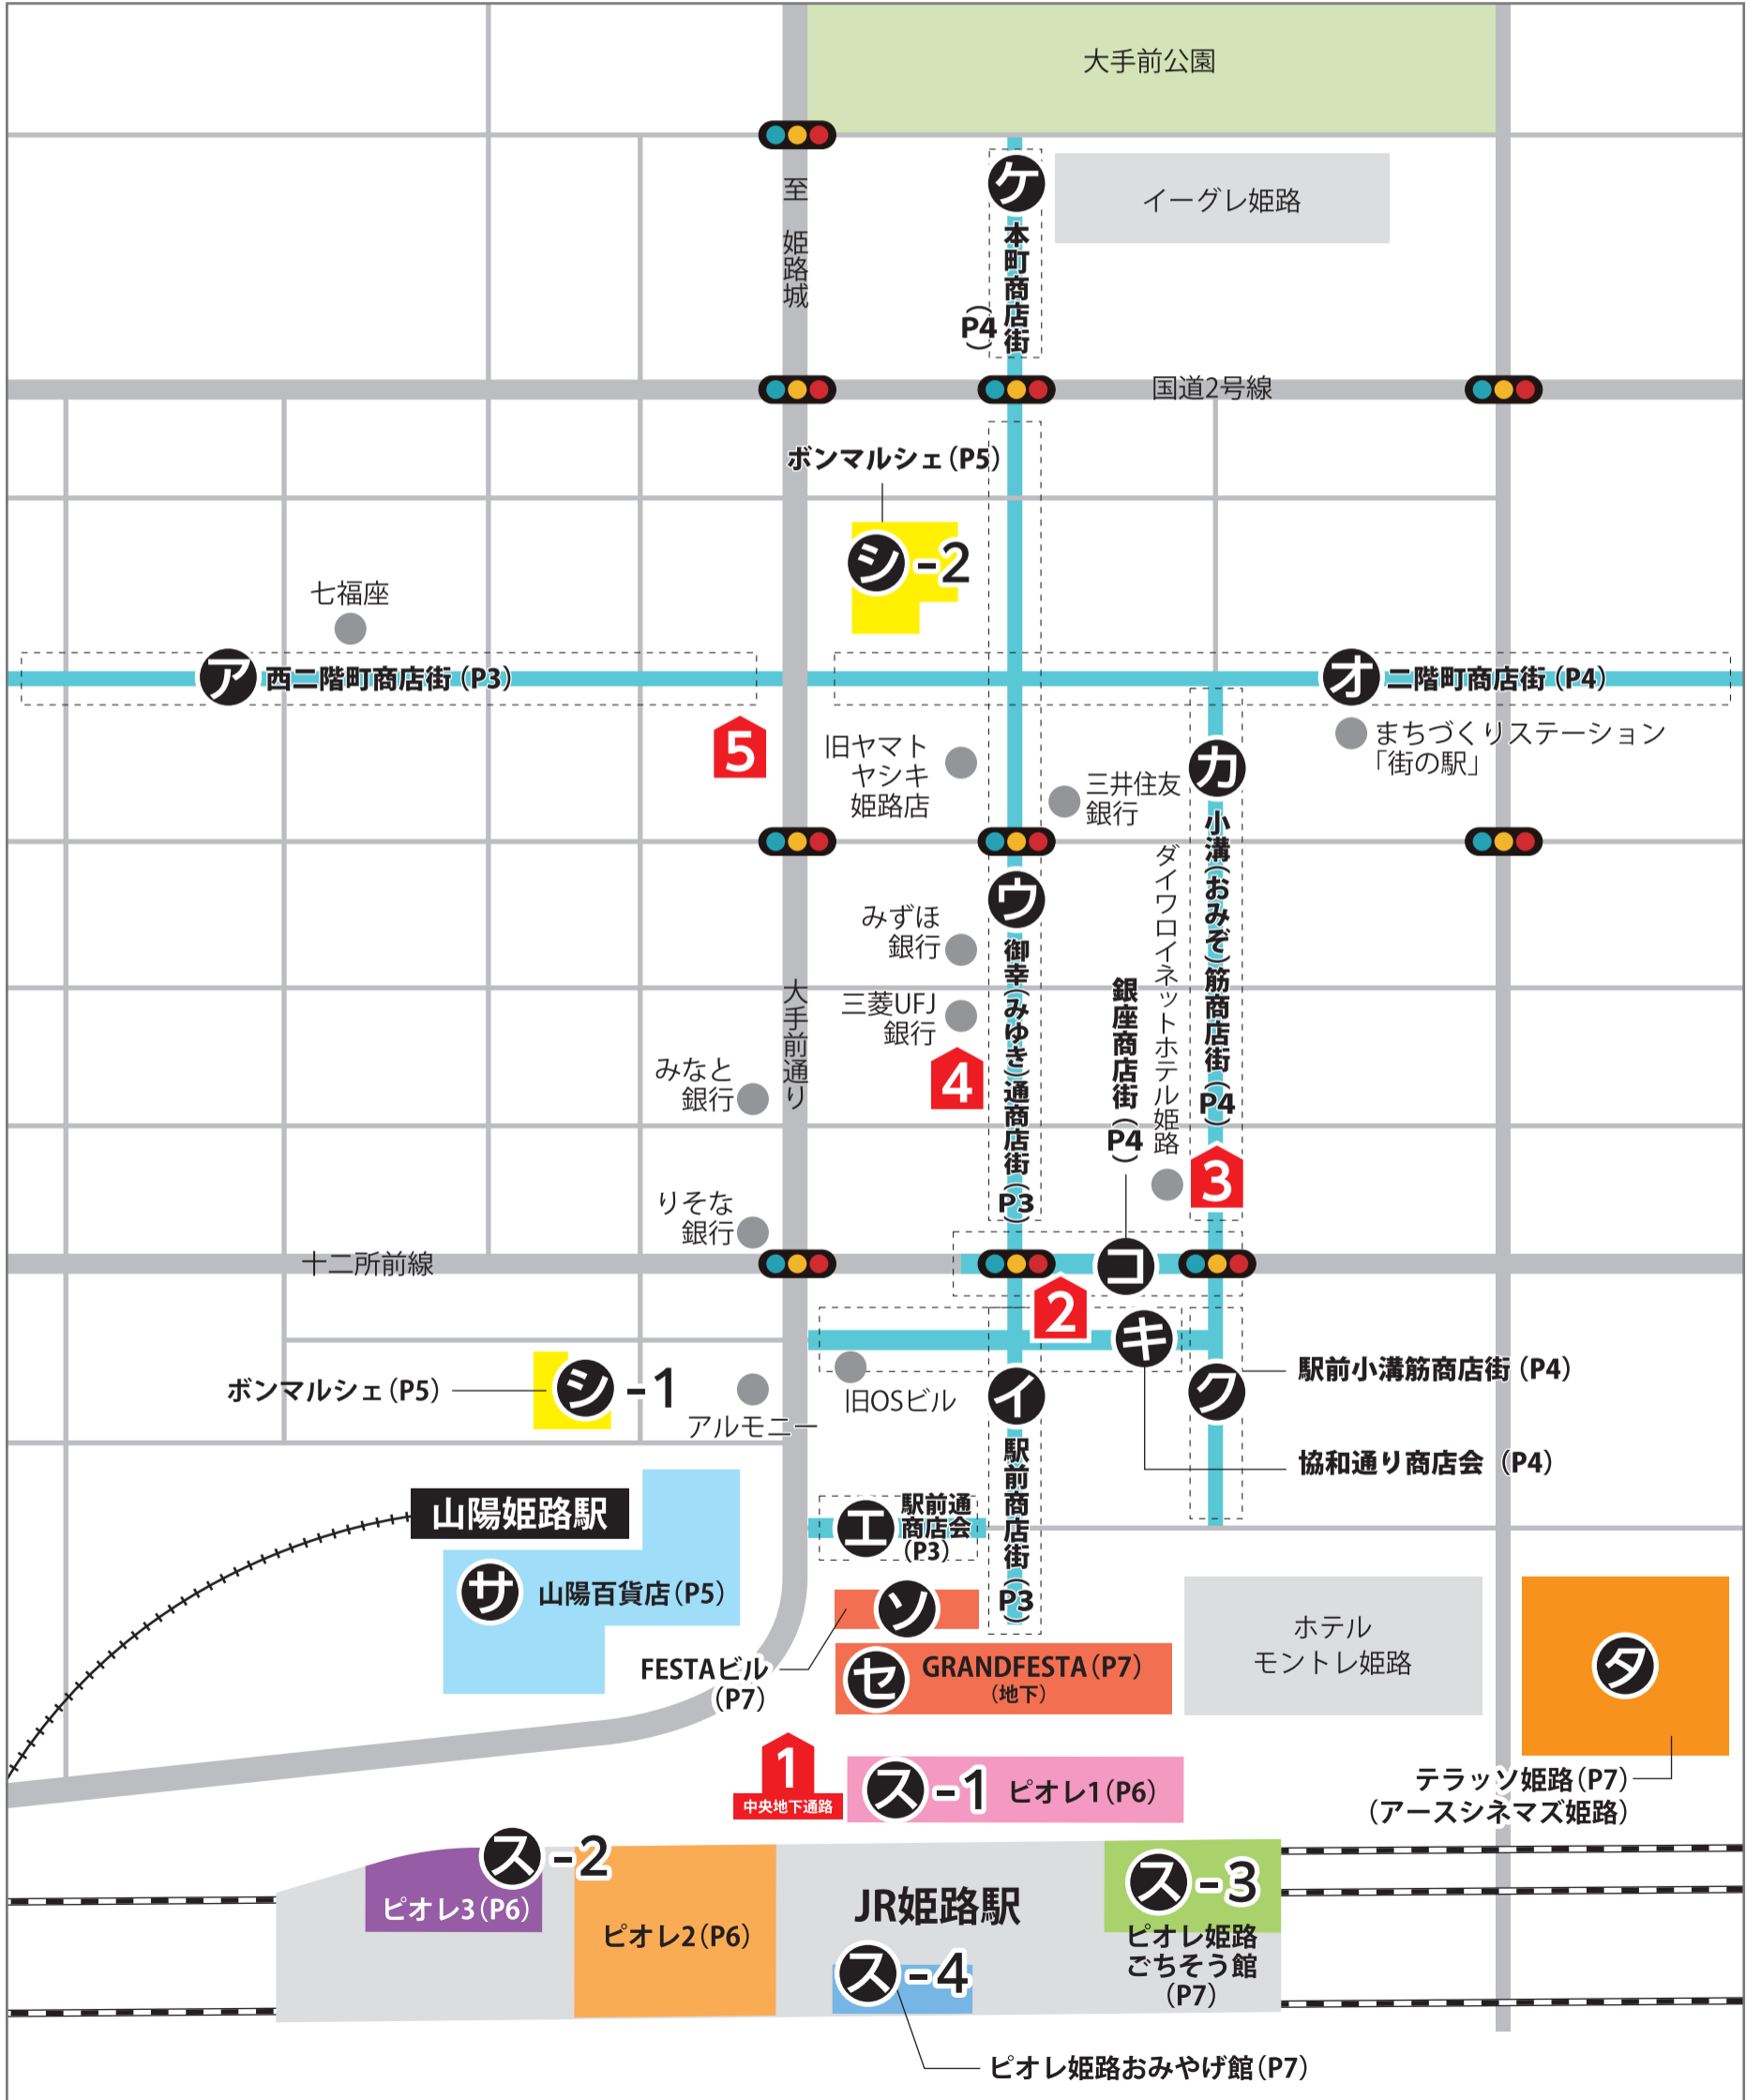 大手前公園
至 姫路城
ケ
本町商店街
(P4)
イーグレ姫路
国道2号線
ボンマルシェ(P5)
シ-2
七福座
ア
西二階町商店街(P3)
オ
二階町商店街(P4)
5
旧ヤマト
ヤシキ
姫路店
三井住友
銀行
カ
小溝(おみぞ)筋商店街(P4)
まちづくりステーション
「街の駅」
ダイワロイネットホテル姫路
ウ
御幸(みゆき)通商店街(P3)
みずほ
銀行
三菱UFJ
銀行
大手前通り
銀座商店街(P4)
みなと
銀行
4
3
りそな
銀行
十二所前線
コ
2
キ
ボンマルシェ(P5)
シ-1
アルモニー
旧OSビル
イ
駅前商店街(P3)
ク
駅前小溝筋商店街(P4)
協和通り商店会(P4)
山陽姫路駅
エ
駅前通
商店会
(P3)
サ
山陽百貨店(P5)
ソ
FESTAビル
(P7)
セ
GRANDFESTA(P7)
(地下)
ホテル
モントレ姫路
タ
テラッソ姫路(P7)
(アースシネマズ姫路)
1
中央地下通路
ス-1
ピオレ1(P6)
ス-2
ピオレ3(P6)
ピオレ2(P6)
JR姫路駅
ス-3
ピオレ姫路
ごちそう館
(P7)
ス-4
ピオレ姫路おみやげ館(P7)